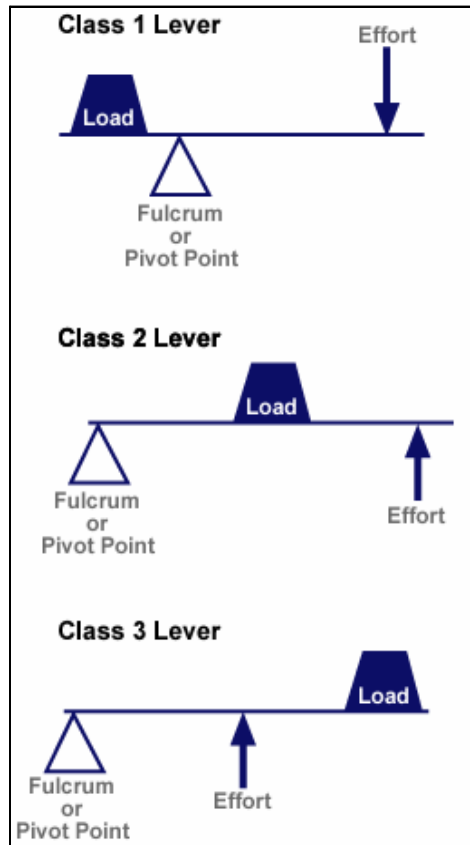 Class 1 Lever
Effort
Load
Fulcrum
or
Pivot Point
Class 2 Lever
Load
Fulcrum
or
Pivot Point
Effort
Class 3 Lever
Load
Fulcrum
or
Pivot Point
Effort